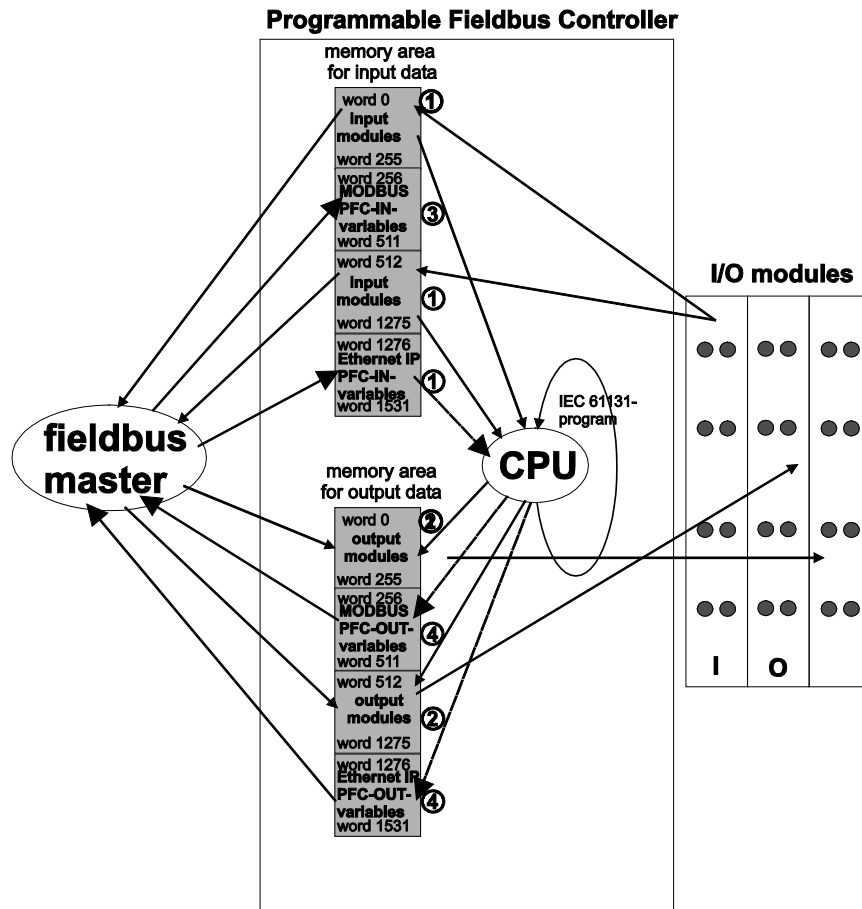 Programmable Fieldbus Controller
memory area
for input data
word 0
1
input
modules
word 255
word 256
MODBUS
PFC-IN-
variables
3
word 511
word 512
input
modules
1
word 1275
word 1276
Ethernet IP
PFC-IN-
variables
1
word 1531
I/O modules
IEC 61131-
program
fieldbus
master
CPU
memory area
for output data
word 0
2
output
modules
word 255
word 256
MODBUS
PFC-OUT-
variables
4
word 511
word 512
output
modules
2
word 1275
word 1276
Ethernet IP
PFC-OUT-
variables
4
word 1531
I
O